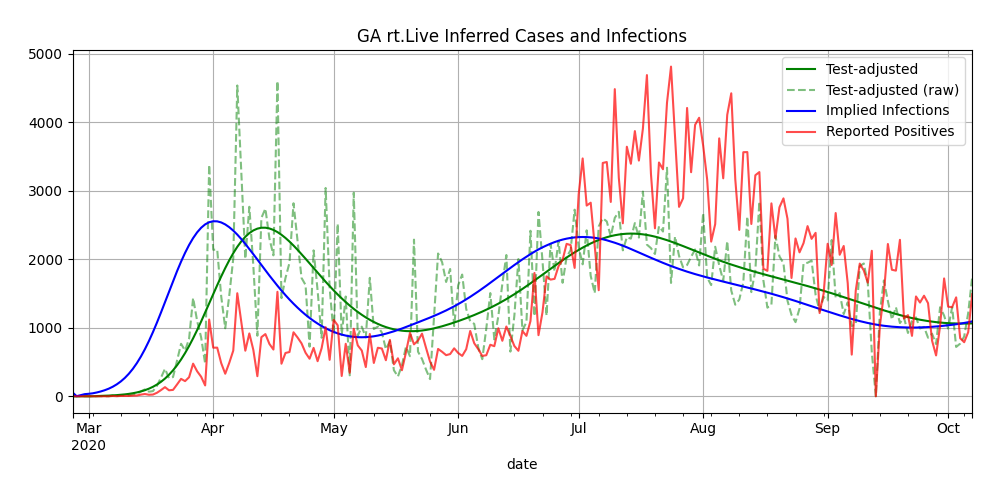 GA rt.Live Inferred Cases and Infections
5000
4000
3000
2000
1000
0
Test-adjusted
Test-adjusted (raw)
Implied Infections
Reported Positives
Mar Apr May Jun Jul Aug Sep Oct
2020
date